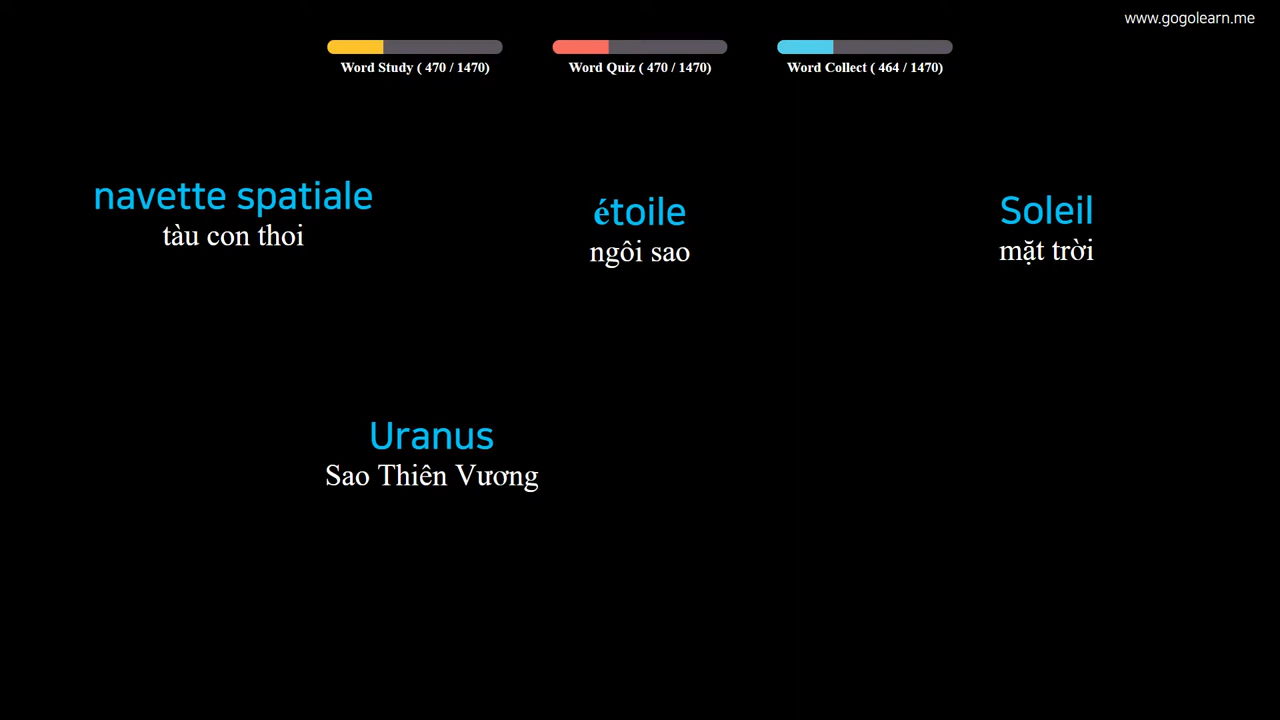 www.gogolearn.me
Word Study ( 470 / 1470)
Word Quiz ( 470 / 1470)
Word Collect ( 464 / 1470)
navette spatiale
tàu con thoi
étoile
ngôi sao
Soleil
mặt trời
Uranus
Sao Thiên Vương